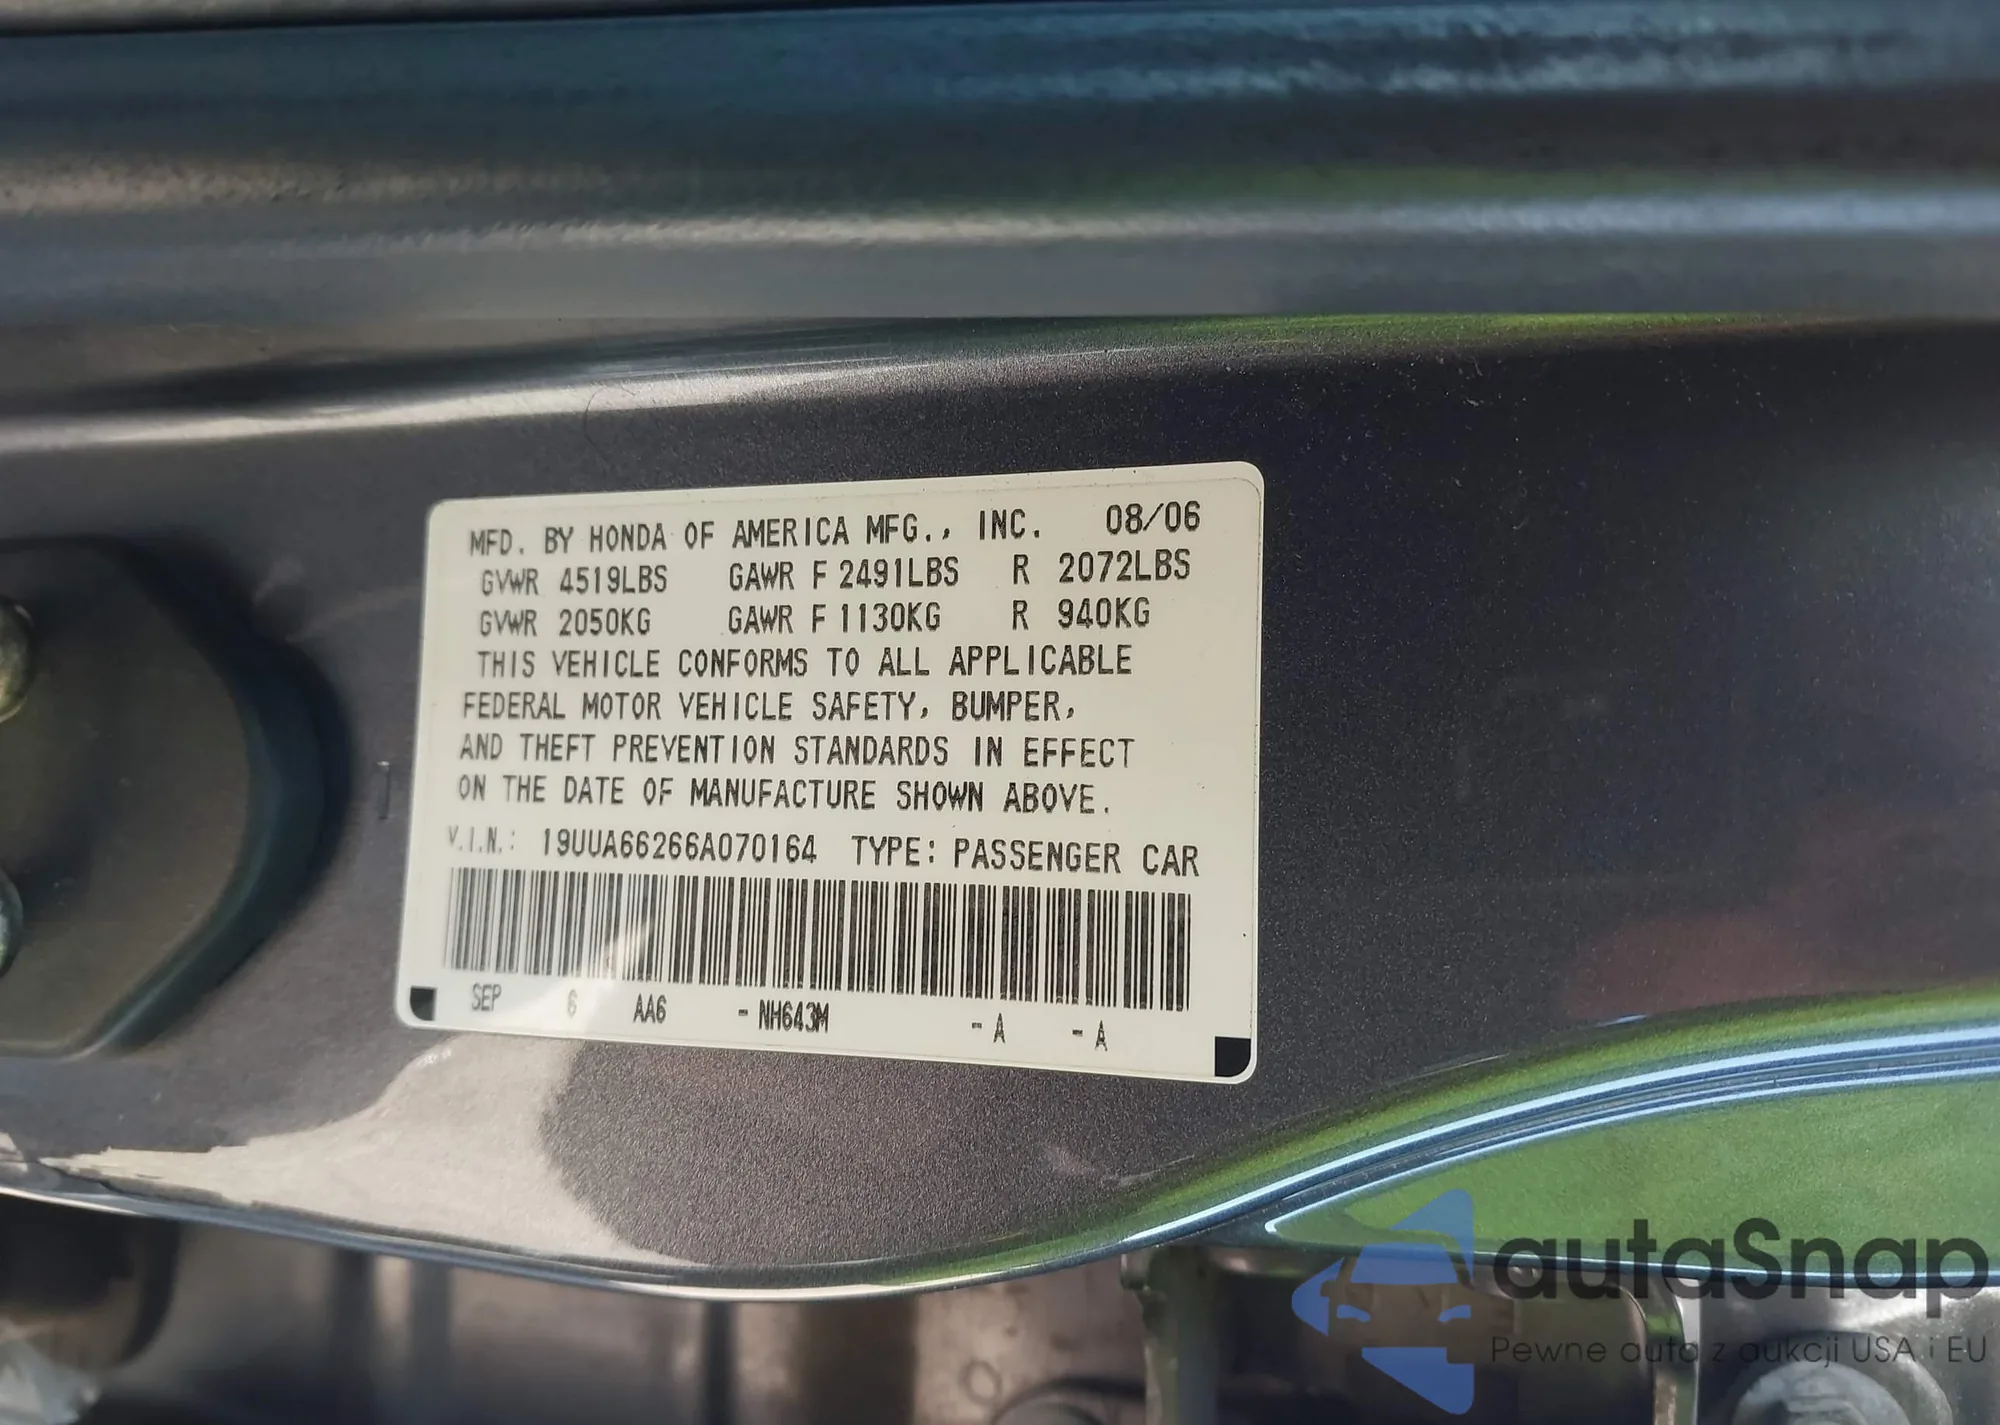 MFD. BY HONDA OF AMERICA MFG., INC. 08/06
GVWR 4519LBS GAWR F 2491LBS R 2072LBS
GVWR 2050KG GAWR F 1130KG R 940KG
THIS VEHICLE CONFORMS TO ALL APPLICABLE
FEDERAL MOTOR VEHICLE SAFETY, BUMPER,
AND THEFT PREVENTION STANDARDS IN EFFECT
ON THE DATE OF MANUFACTURE SHOWN ABOVE.
V.I.N.: 19UUA66266A070164 TYPE: PASSENGER CAR
SEP 6 AA6 -NH643M -A -A
autaSnap
Pewne auta z aukcji USA i EU